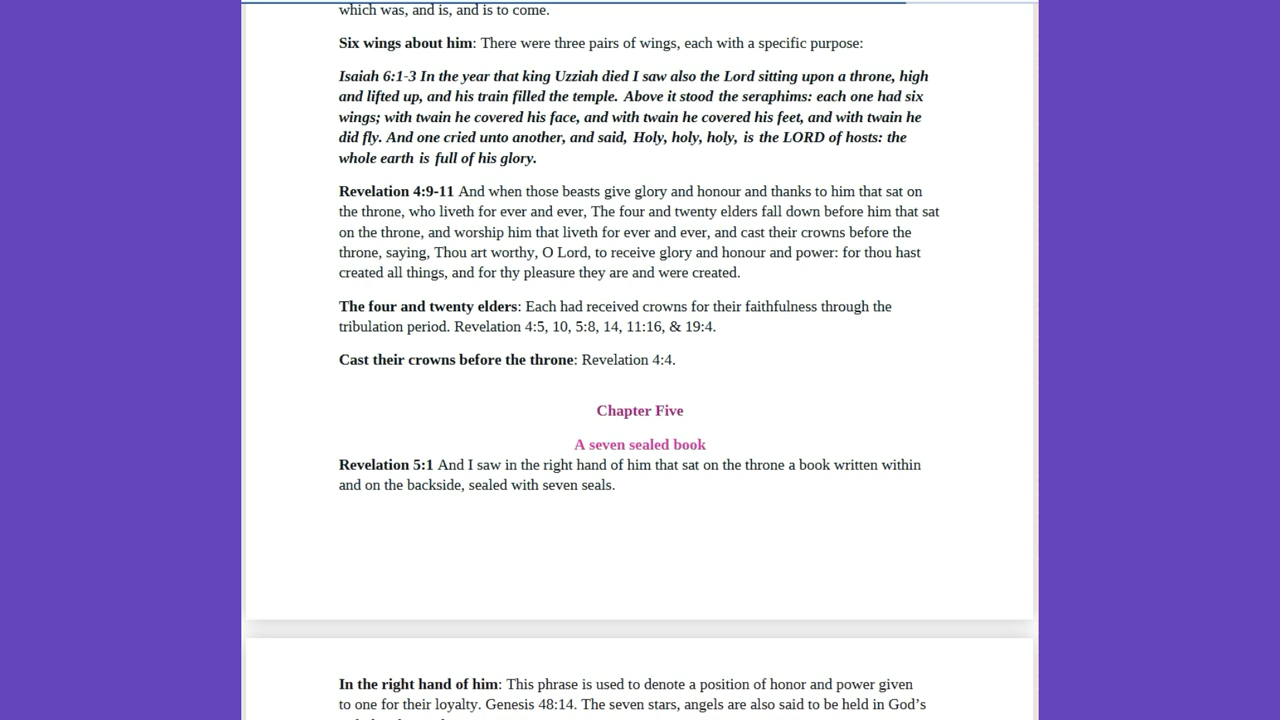 which was, and is, and is to come.
Six wings about him: There were three pairs of wings, each with a specific purpose:
Isaiah 6:1-3 In the year that king Uzziah died I saw also the Lord sitting upon a throne, high
and lifted up, and his train filled the temple. Above it stood the seraphims: each one had six
wings; with twain he covered his face, and with twain he covered his feet, and with twain he
did fly. And one cried unto another, and said, Holy, holy, holy, is the LORD of hosts: the
whole earth is full of his glory.
Revelation 4:9-11 And when those beasts give glory and honour and thanks to him that sat on
the throne, who liveth for ever and ever, The four and twenty elders fall down before him that sat
on the throne, and worship him that liveth for ever and ever, and cast their crowns before the
throne, saying, Thou art worthy, O Lord, to receive glory and honour and power: for thou hast
created all things, and for thy pleasure they are and were created.
The four and twenty elders: Each had received crowns for their faithfulness through the
tribulation period. Revelation 4:5, 10, 5:8, 14, 11:16, & 19:4.
Cast their crowns before the throne: Revelation 4:4.
Chapter Five
A seven sealed book
Revelation 5:1 And I saw in the right hand of him that sat on the throne a book written within
and on the backside, sealed with seven seals.
In the right hand of him: This phrase is used to denote a position of honor and power given
to one for their loyalty. Genesis 48:14. The seven stars, angels are also said to be held in God’s